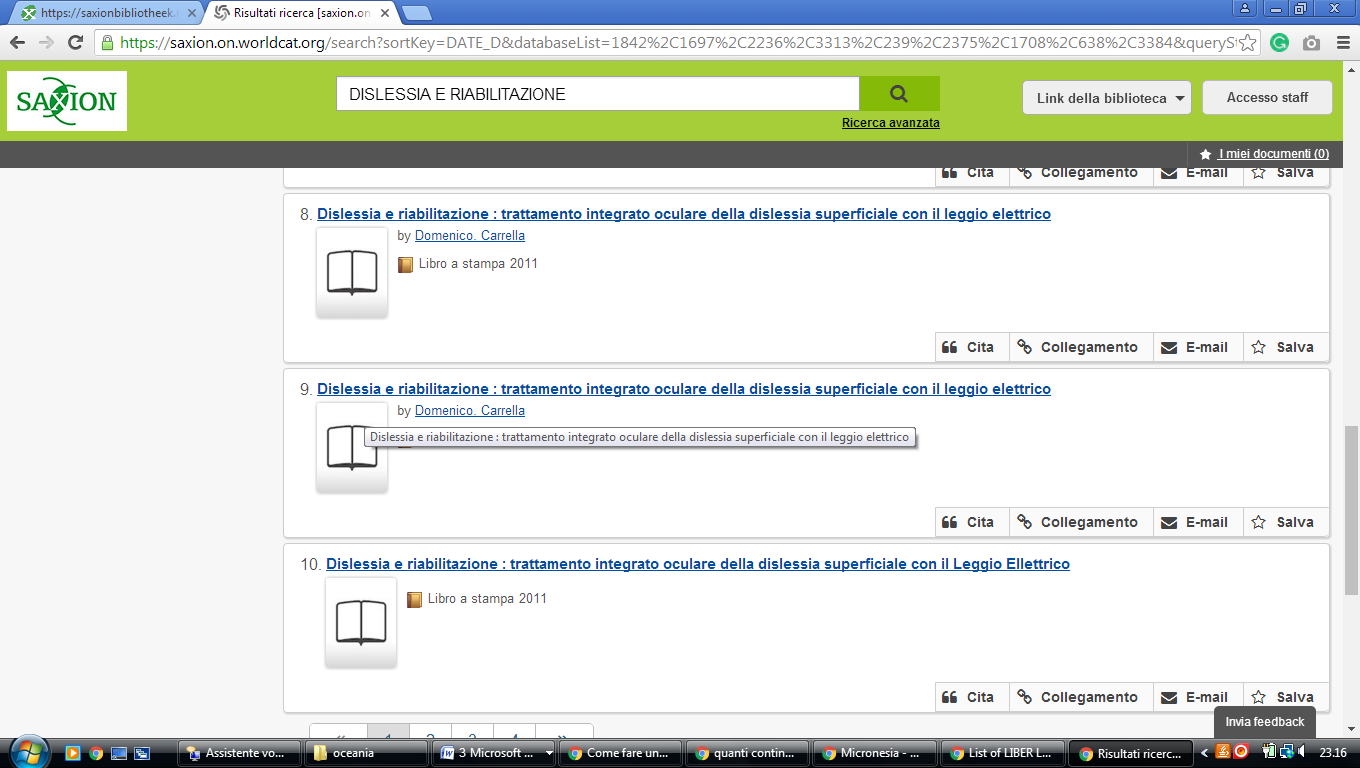 https://saxionbibliotheek.
Risultati ricerca [saxion.on
https://saxion.on.worldcat.org/search?sortKey=DATE_D&databaseList=1842%2C1697%2C2236%2C3313%2C239%2C2375%2C1708%2C638%2C3384&querySt
SAXION
DISLESSIA E RIABILITAZIONE
Ricerca avanzata
Link della biblioteca
Accesso staff
I miei documenti (0)
Cita Collegamento E-mail Salva
8. Dislessia e riabilitazione : trattamento integrato oculare della dislessia superficiale con il leggio elettrico
by Domenico. Carrella
Libro a stampa 2011
Cita Collegamento E-mail Salva
9. Dislessia e riabilitazione : trattamento integrato oculare della dislessia superficiale con il leggio elettrico
by Domenico. Carrella
Dislessia e riabilitazione : trattamento integrato oculare della dislessia superficiale con il leggio elettrico
Cita Collegamento E-mail Salva
10. Dislessia e riabilitazione : trattamento integrato oculare della dislessia superficiale con il Leggio Ellettrico
Libro a stampa 2011
Cita Collegamento E-mail Salva
Invia feedback
« 1 2 3 4 »
Assistente vo... oceania 3 Microsoft ... Come fare un... quanti contin... Micronesia - ... List of LIBER L... Risultati ricerc... 23.16